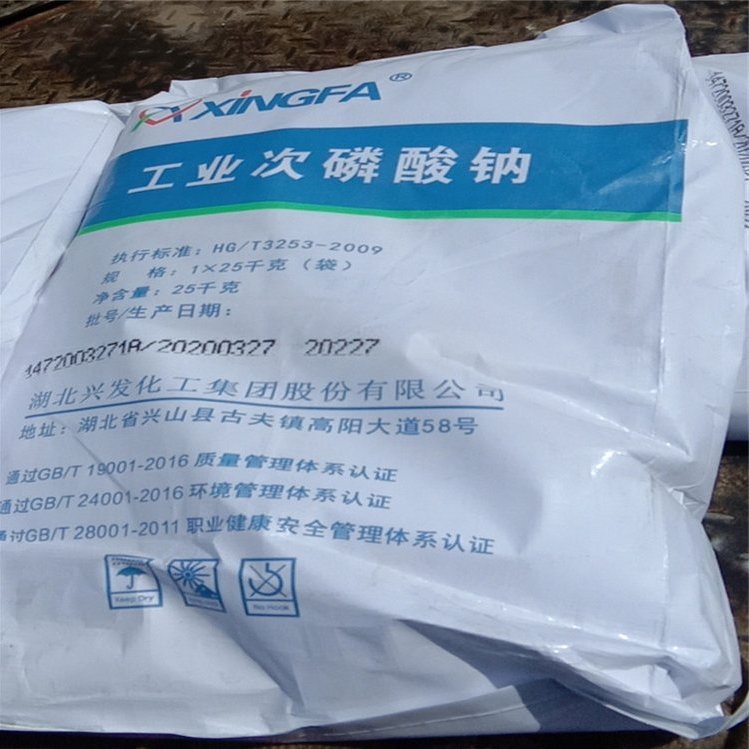 XINGFA®
工业次磷酸钠
执行标准：HG/T3253-2009
规 格：1×25千克（袋）
净含量：25千克
批号/生产日期：
14720032718/20200327 20227
湖北兴发化工集团股份有限公司
地址：湖北省兴山县古夫镇高阳大道58号
通过GB/T 19001-2016 质量管理体系认证
通过GB/T 24001-2016 环境管理体系认证
通过GB/T 28001-2011 职业健康安全管理体系认证
Keep Dry
No Hook